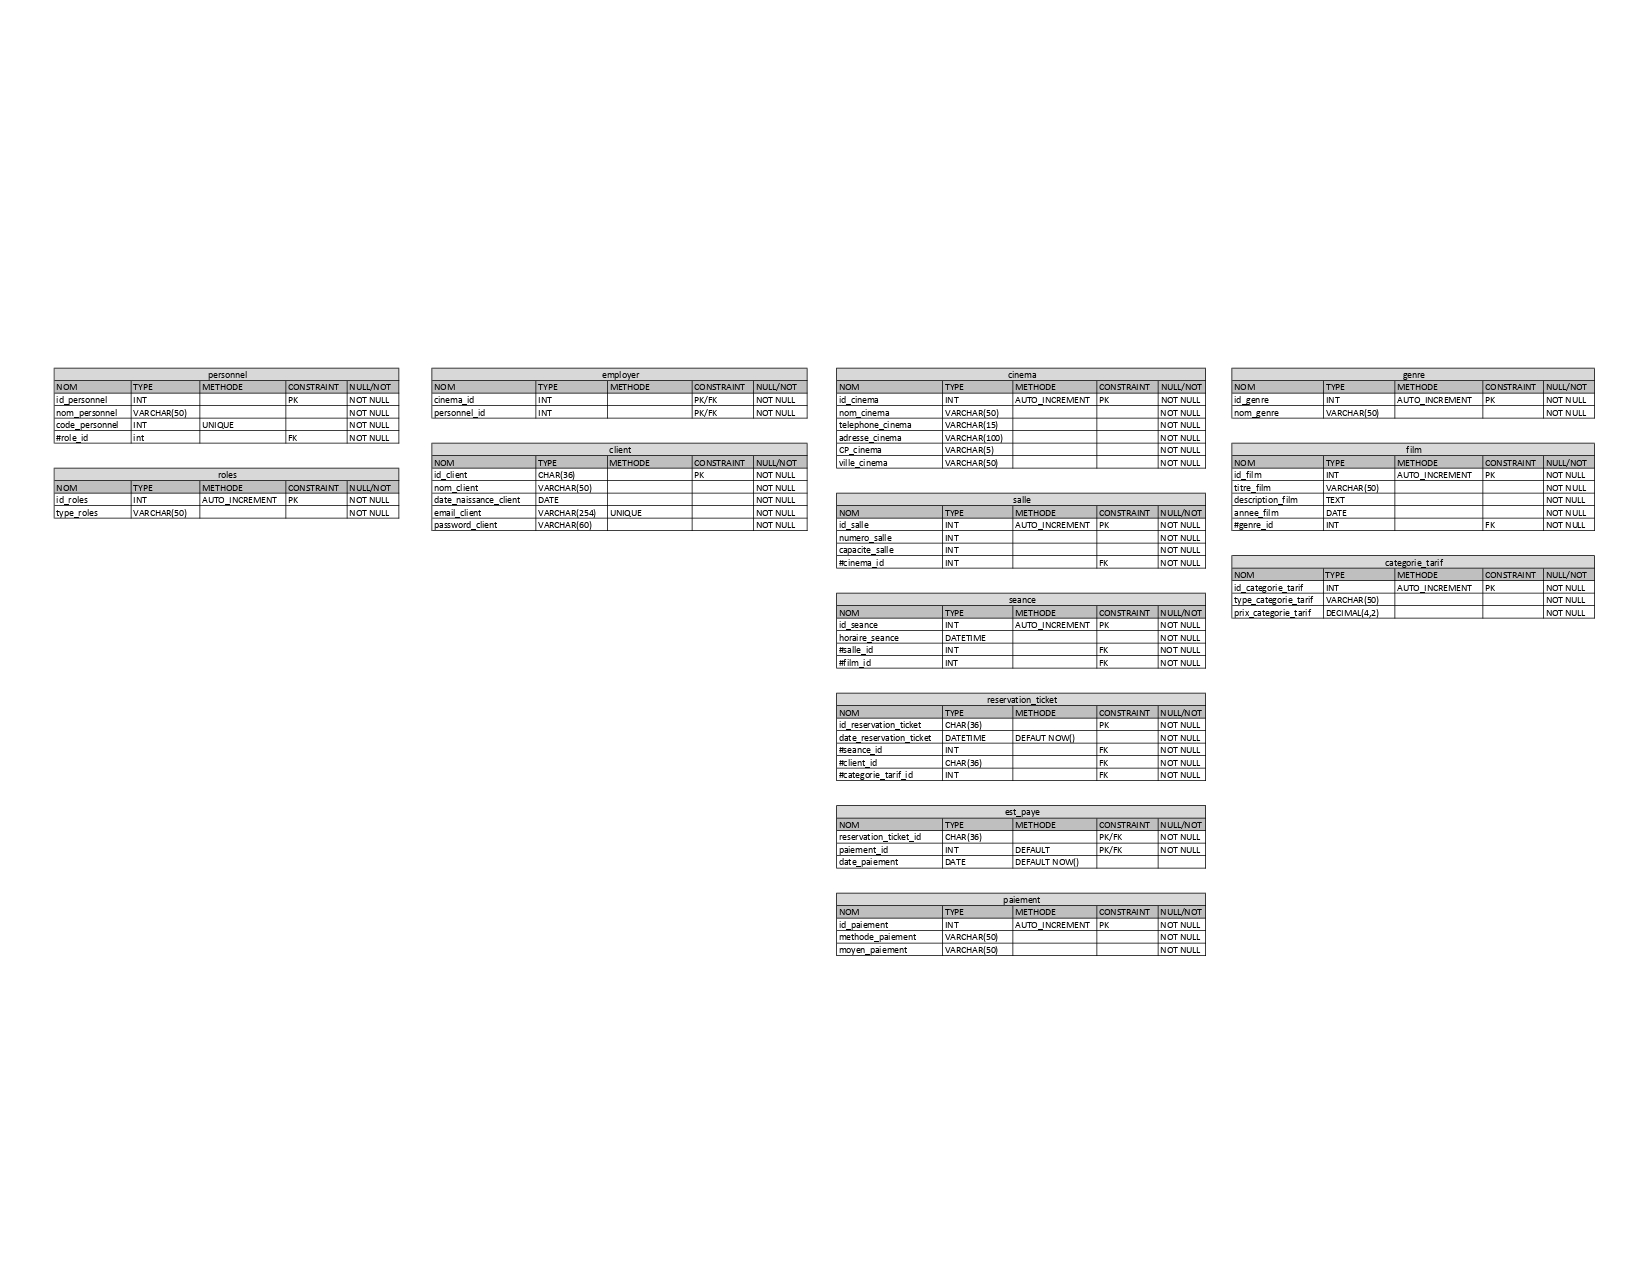 personnel
NOM TYPE METHODE CONSTRAINT NULL/NOT
id_personnel INT PK NOT NULL
nom_personnel VARCHAR(50) NOT NULL
code_personnel INT UNIQUE NOT NULL
#role_id int FK NOT NULL
roles
NOM TYPE METHODE CONSTRAINT NULL/NOT
id_roles INT AUTO_INCREMENT PK NOT NULL
type_roles VARCHAR(50) NOT NULL
employer
NOM TYPE METHODE CONSTRAINT NULL/NOT
cinema_id INT PK/FK NOT NULL
personnel_id INT PK/FK NOT NULL
client
NOM TYPE METHODE CONSTRAINT NULL/NOT
id_client CHAR(36) PK NOT NULL
nom_client VARCHAR(50) NOT NULL
date_naissance_client DATE NOT NULL
email_client VARCHAR(254) UNIQUE NOT NULL
password_client VARCHAR(60) NOT NULL
cinema
NOM TYPE METHODE CONSTRAINT NULL/NOT
id_cinema INT AUTO_INCREMENT PK NOT NULL
nom_cinema VARCHAR(50) NOT NULL
telephone_cinema VARCHAR(15) NOT NULL
adresse_cinema VARCHAR(100) NOT NULL
CP_cinema VARCHAR(5) NOT NULL
ville_cinema VARCHAR(50) NOT NULL
salle
NOM TYPE METHODE CONSTRAINT NULL/NOT
id_salle INT AUTO_INCREMENT PK NOT NULL
numero_salle INT NOT NULL
capacite_salle INT NOT NULL
#cinema_id INT FK NOT NULL
seance
NOM TYPE METHODE CONSTRAINT NULL/NOT
id_seance INT AUTO_INCREMENT PK NOT NULL
horaire_seance DATETIME NOT NULL
#salle_id INT FK NOT NULL
#film_id INT FK NOT NULL
reservation_ticket
NOM TYPE METHODE CONSTRAINT NULL/NOT
id_reservation_ticket CHAR(36) PK NOT NULL
date_reservation_ticket DATETIME DEFAUT NOW() NOT NULL
#seance_id INT FK NOT NULL
#client_id CHAR(36) FK NOT NULL
#categorie_tarif_id INT FK NOT NULL
est_paye
NOM TYPE METHODE CONSTRAINT NULL/NOT
reservation_ticket_id CHAR(36) PK/FK NOT NULL
paiement_id INT DEFAULT PK/FK NOT NULL
date_paiement DATE DEFAULT NOW()
paiement
NOM TYPE METHODE CONSTRAINT NULL/NOT
id_paiement INT AUTO_INCREMENT PK NOT NULL
methode_paiement VARCHAR(50) NOT NULL
moyen_paiement VARCHAR(50) NOT NULL
genre
NOM TYPE METHODE CONSTRAINT NULL/NOT
id_genre INT AUTO_INCREMENT PK NOT NULL
nom_genre VARCHAR(50) NOT NULL
film
NOM TYPE METHODE CONSTRAINT NULL/NOT
id_film INT AUTO_INCREMENT PK NOT NULL
titre_film VARCHAR(50) NOT NULL
description_film TEXT NOT NULL
annee_film DATE NOT NULL
#genre_id INT FK NOT NULL
categorie_tarif
NOM TYPE METHODE CONSTRAINT NULL/NOT
id_categorie_tarif INT AUTO_INCREMENT PK NOT NULL
type_categorie_tarif VARCHAR(50) NOT NULL
prix_categorie_tarif DECIMAL(4,2) NOT NULL